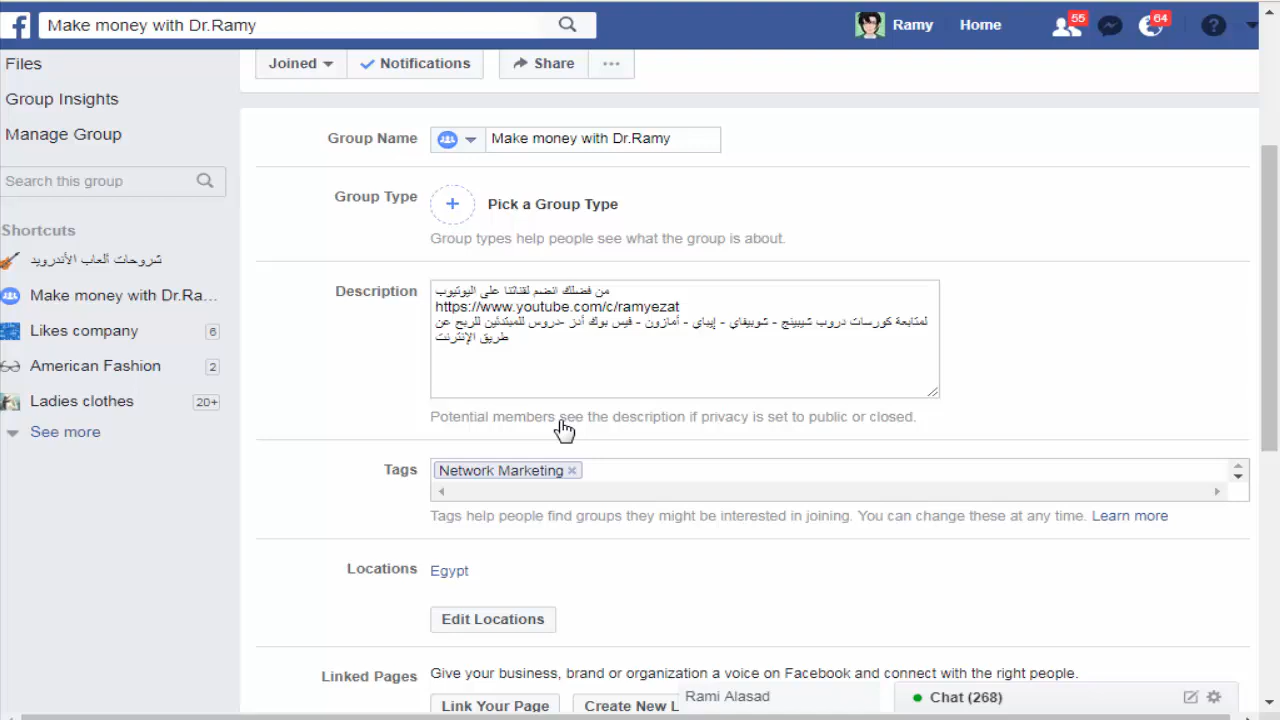 Make money with Dr.Ramy
Ramy
Home
55
64
Files
Group Insights
Manage Group
Search this group
Shortcuts
شروحات ألعاب الأندرويد
Make money with Dr.Ra...
Likes company 6
American Fashion 2
Ladies clothes 20+
See more
Joined
Notifications
Share
Group Name
Make money with Dr.Ramy
Group Type
Pick a Group Type
Group types help people see what the group is about.
Description
من فضلك انضم لقناتنا على اليوتيوب
https://www.youtube.com/c/ramyezat
لمتابعة كورسات دروب شيبينج - شوبيفاي - إيباي - أمازون - فيس بوك أدز -دروس للمبتدئين للربح عن
طريق الإنترنت
Potential members see the description if privacy is set to public or closed.
Tags
Network Marketing ×
Tags help people find groups they might be interested in joining. You can change these at any time. Learn more
Locations
Egypt
Edit Locations
Linked Pages
Give your business, brand or organization a voice on Facebook and connect with the right people.
Link Your Page
Create New L
Rami Alasad
Chat (268)